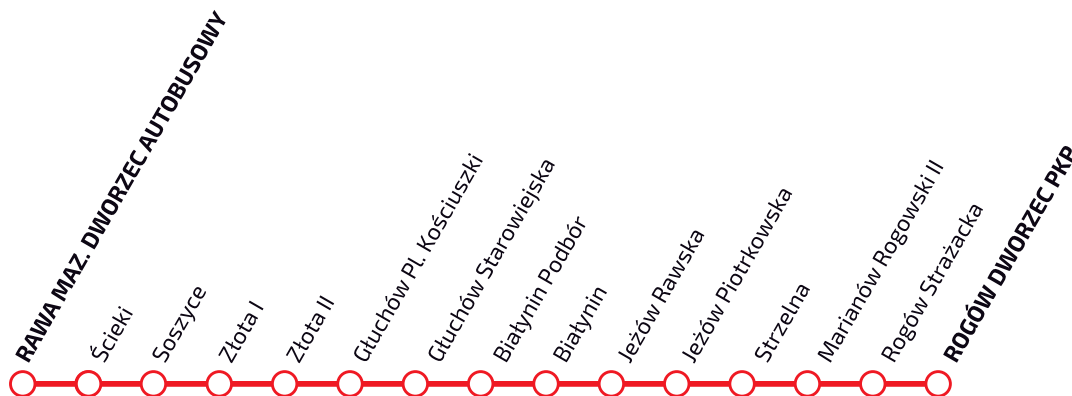 RAWA MAZ. DWORZEC AUTOBUSOWY
Ścieki
Soszyce
Złota I
Złota II
Głuchów Pl. Kościuszki
Głuchów Starowiejska
Białynin Podbór
Białynin
Jeżów Rawska
Jeżów Piotrkowska
Strzelna
Marianów Rogowski II
Rogów Strażacka
ROGÓW DWORZEC PKP